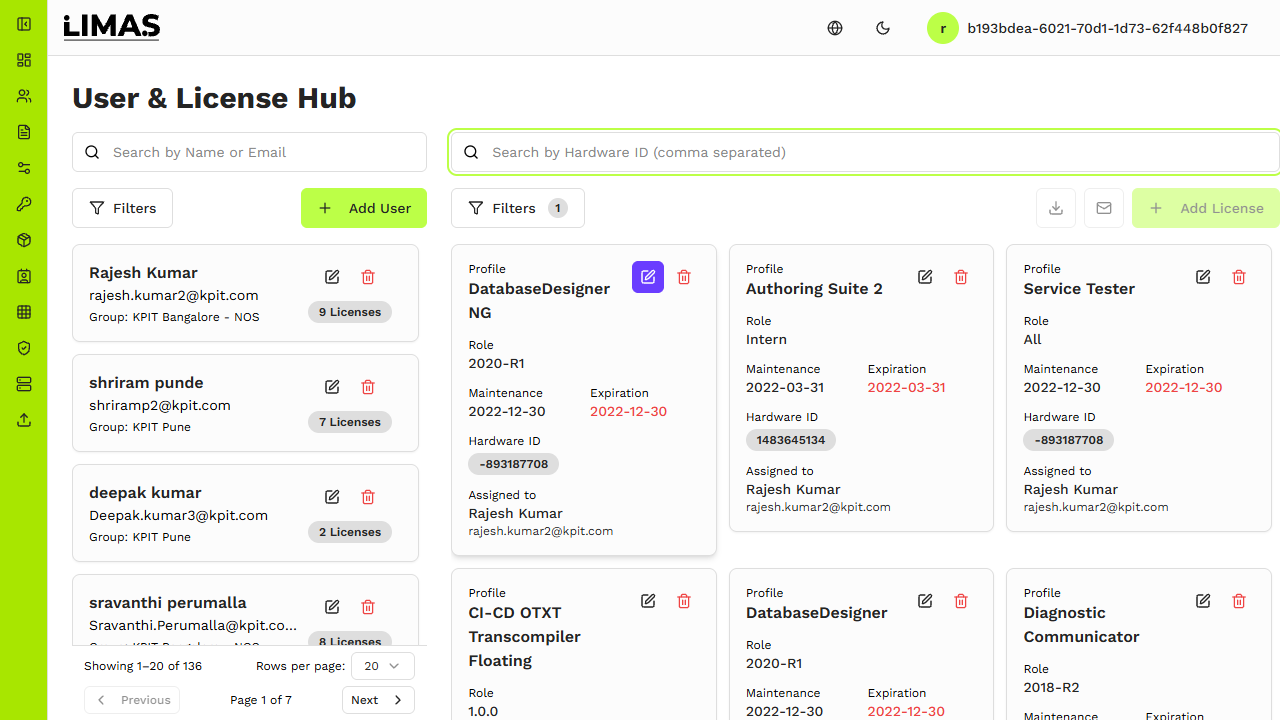 LIMAS
r
b193bdea-6021-70d1-1d73-62f448b0f827
User & License Hub
Search by Name or Email
Search by Hardware ID (comma separated)
Filters
Add User
Filters
1
Add License
Rajesh Kumar
rajesh.kumar2@kpit.com
Group: KPIT Bangalore - NOS
9 Licenses
shriram punde
shriramp2@kpit.com
Group: KPIT Pune
7 Licenses
deepak kumar
Deepak.kumar3@kpit.com
Group: KPIT Pune
2 Licenses
sravanthi perumalla
Sravanthi.Perumalla@kpit.co...
8 Licenses
Showing 1–20 of 136
Rows per page:
20
Previous
Page 1 of 7
Next
Profile
DatabaseDesigner
NG
Role
2020-R1
Maintenance
Expiration
2022-12-30
2022-12-30
Hardware ID
-893187708
Assigned to
Rajesh Kumar
rajesh.kumar2@kpit.com
Profile
Authoring Suite 2
Role
Intern
Maintenance
Expiration
2022-03-31
2022-03-31
Hardware ID
1483645134
Assigned to
Rajesh Kumar
rajesh.kumar2@kpit.com
Profile
Service Tester
Role
All
Maintenance
Expiration
2022-12-30
2022-12-30
Hardware ID
-893187708
Assigned to
Rajesh Kumar
rajesh.kumar2@kpit.com
Profile
CI-CD OTXT
Transcompiler
Floating
Role
1.0.0
Profile
DatabaseDesigner
Role
2020-R1
Maintenance
Expiration
2022-12-30
2022-12-30
Profile
Diagnostic
Communicator
Role
2018-R2
Maintenance
Expiration